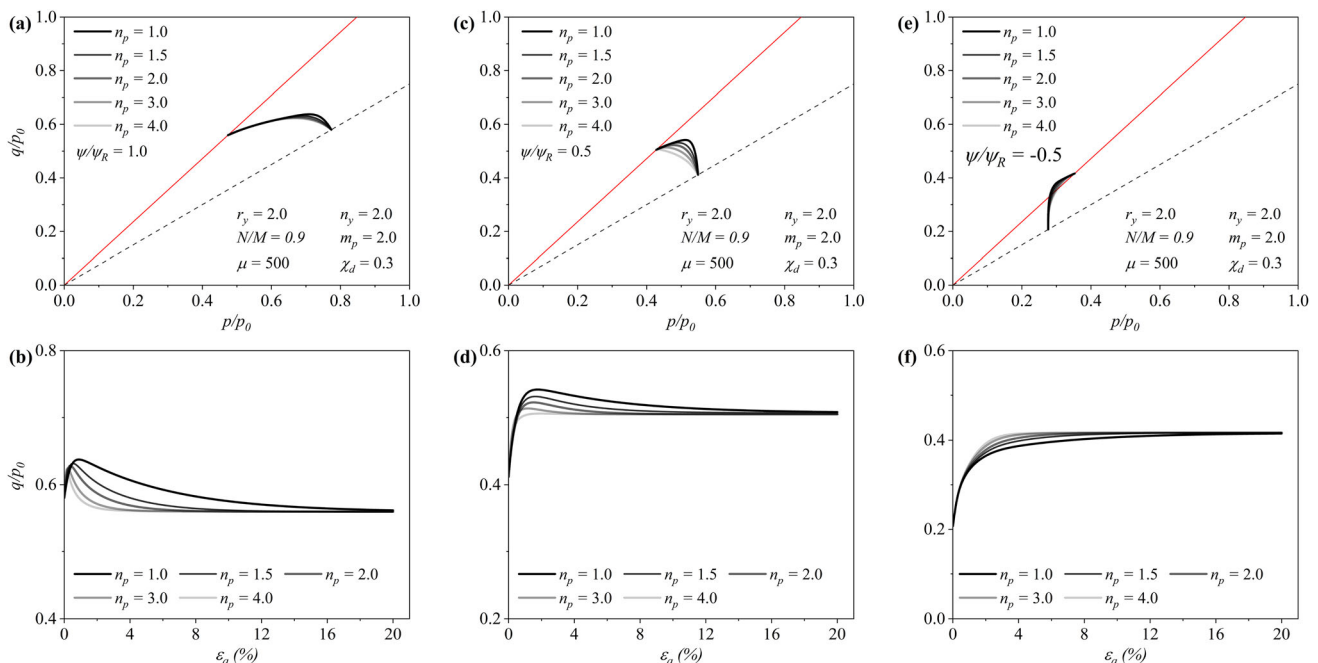 (a)
1.0
0.8
0.6
0.4
0.2
0.0
q/p₀
n_p = 1.0
n_p = 1.5
n_p = 2.0
n_p = 3.0
n_p = 4.0
ψ/ψ_R = 1.0
r_y = 2.0 n_y = 2.0
N/M = 0.9 m_p = 2.0
μ = 500 χ_d = 0.3
0.0 0.2 0.4 0.6 0.8 1.0
p/p₀
(c)
1.0
0.8
0.6
0.4
0.2
0.0
n_p = 1.0
n_p = 1.5
n_p = 2.0
n_p = 3.0
n_p = 4.0
ψ/ψ_R = 0.5
r_y = 2.0 n_y = 2.0
N/M = 0.9 m_p = 2.0
μ = 500 χ_d = 0.3
0.0 0.2 0.4 0.6 0.8 1.0
p/p₀
(e)
1.0
0.8
0.6
0.4
0.2
0.0
n_p = 1.0
n_p = 1.5
n_p = 2.0
n_p = 3.0
n_p = 4.0
ψ/ψ_R = -0.5
r_y = 2.0 n_y = 2.0
N/M = 0.9 m_p = 2.0
μ = 500 χ_d = 0.3
0.0 0.2 0.4 0.6 0.8 1.0
p/p₀
(b)
0.8
0.6
0.4
q/p₀
n_p = 1.0 n_p = 1.5 n_p = 2.0
n_p = 3.0 n_p = 4.0
0 4 8 12 16 20
ε_a (%)
(d)
0.6
0.4
0.2
n_p = 1.0 n_p = 1.5 n_p = 2.0
n_p = 3.0 n_p = 4.0
0 4 8 12 16 20
ε_a (%)
(f)
0.6
0.4
0.2
0.0
n_p = 1.0 n_p = 1.5 n_p = 2.0
n_p = 3.0 n_p = 4.0
0 4 8 12 16 20
ε_a (%)